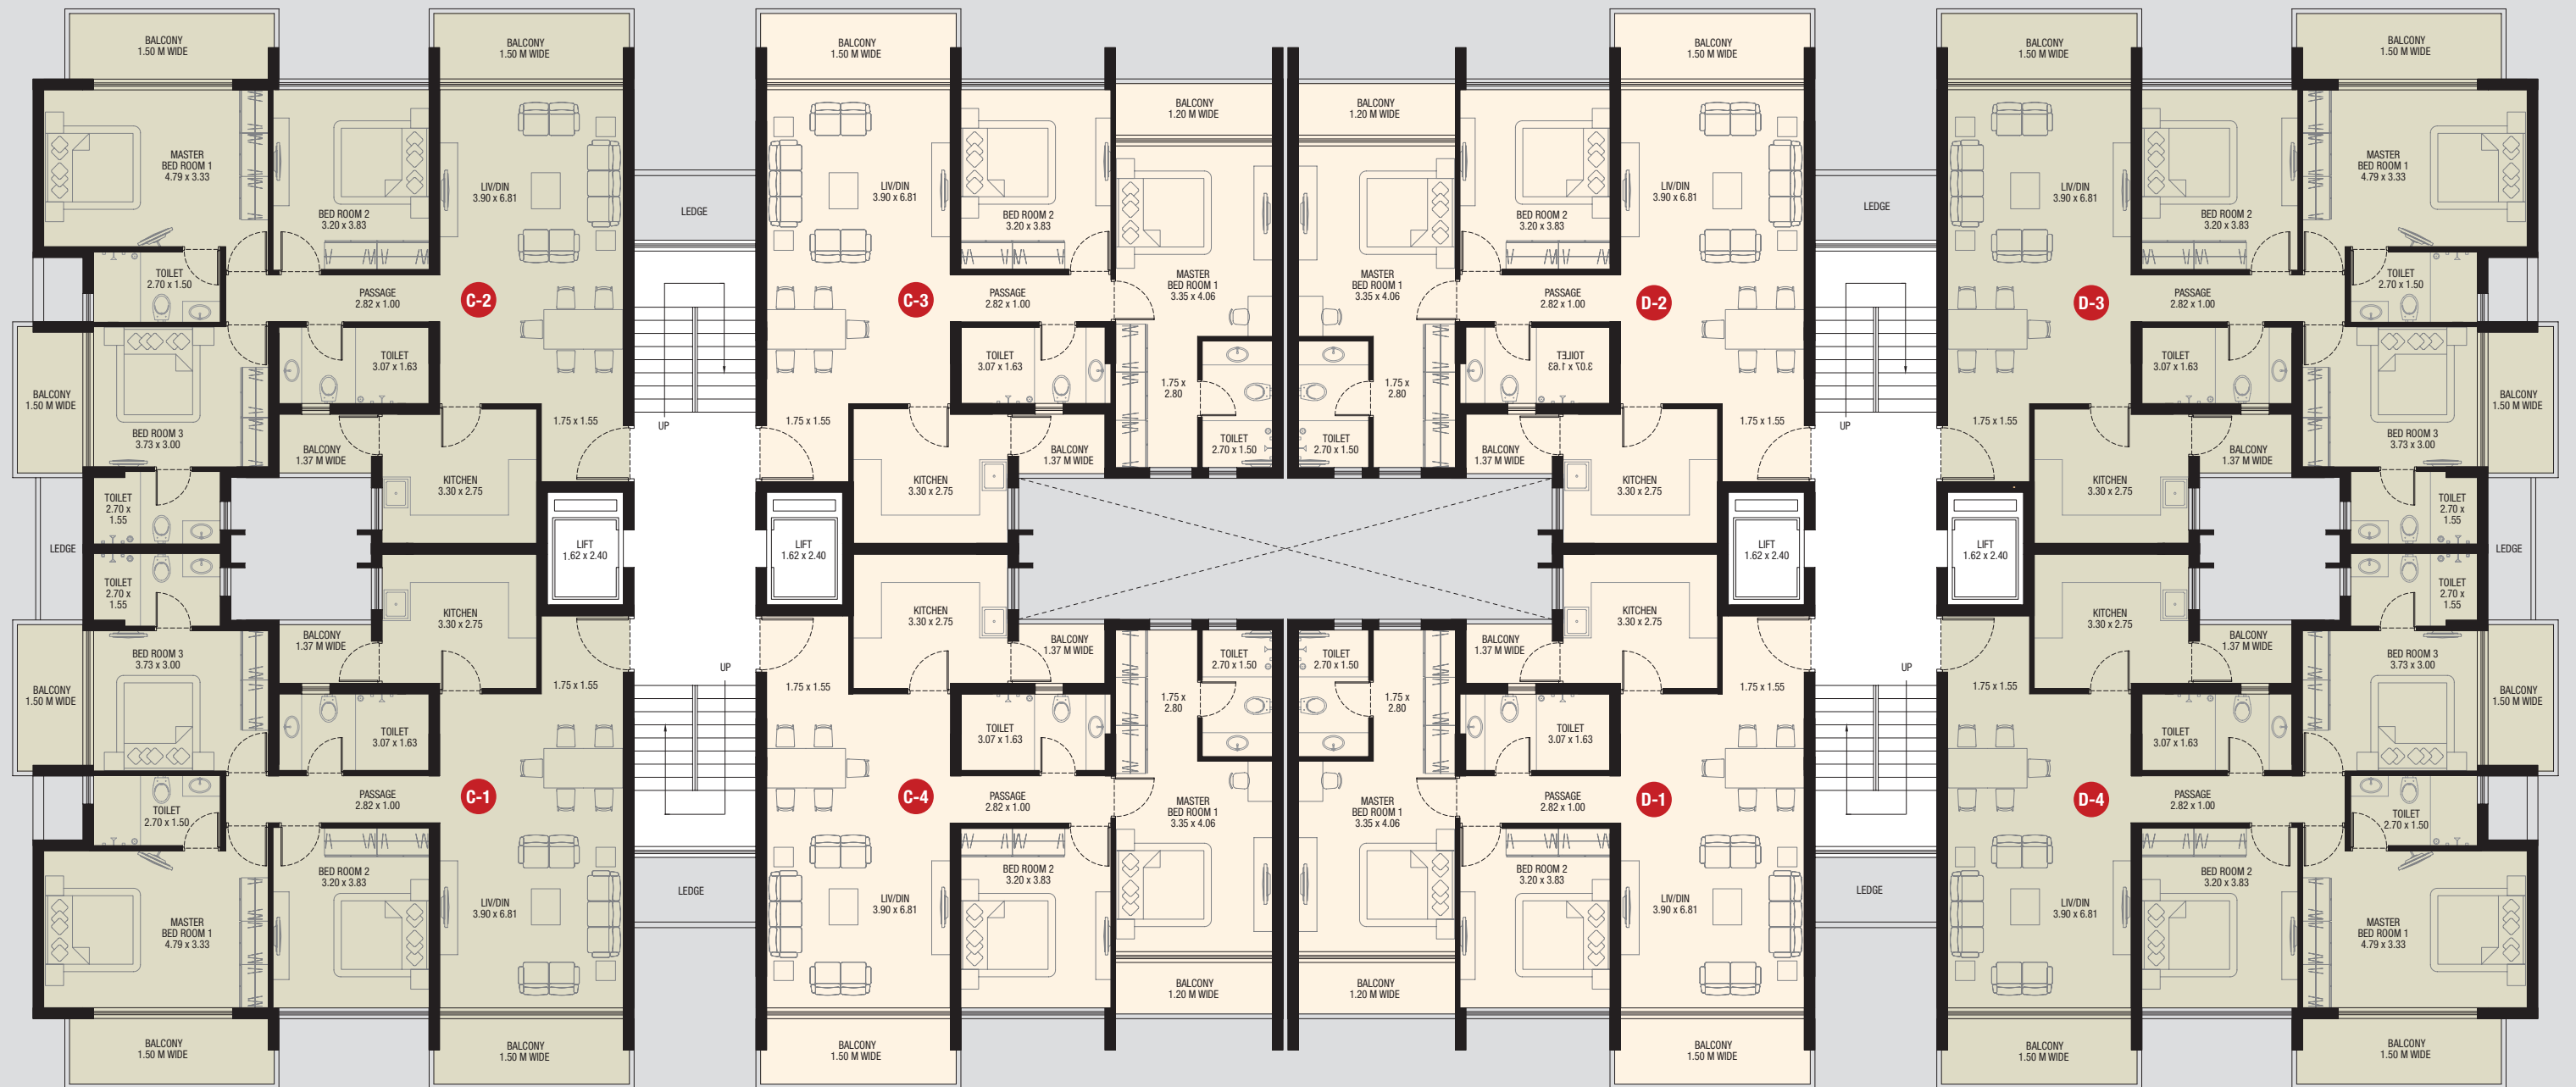 BALCONY
1.50 M WIDE
BALCONY
1.50 M WIDE
BALCONY
1.50 M WIDE
BALCONY
1.50 M WIDE
BALCONY
1.50 M WIDE
BALCONY
1.50 M WIDE
BALCONY
1.20 M WIDE
BALCONY
1.20 M WIDE
MASTER
BED ROOM 1
4.79 x 3.33
BED ROOM 2
3.20 x 3.83
LIV/DIN
3.90 x 6.81
LEDGE
LIV/DIN
3.90 x 6.81
BED ROOM 2
3.20 x 3.83
MASTER
BED ROOM 1
3.35 x 4.06
MASTER
BED ROOM 1
3.35 x 4.06
BED ROOM 2
3.20 x 3.83
LIV/DIN
3.90 x 6.81
LEDGE
LIV/DIN
3.90 x 6.81
BED ROOM 2
3.20 x 3.83
MASTER
BED ROOM 1
4.79 x 3.33
TOILET
2.70 x 1.50
PASSAGE
2.82 x 1.00
C-2
C-3
PASSAGE
2.82 x 1.00
PASSAGE
2.82 x 1.00
D-2
D-3
PASSAGE
2.82 x 1.00
TOILET
2.70 x 1.50
BALCONY
1.50 M WIDE
BED ROOM 3
3.73 x 3.00
TOILET
3.07 x 1.63
BALCONY
1.37 M WIDE
1.75 x 1.55
UP
1.75 x 1.55
TOILET
3.07 x 1.63
BALCONY
1.37 M WIDE
1.75 x
2.80
TOILET
2.70 x 1.50
TOILET
2.70 x 1.50
1.75 x
2.80
TOILET
3.07 x 1.63
BALCONY
1.37 M WIDE
1.75 x 1.55
UP
1.75 x 1.55
TOILET
3.07 x 1.63
BALCONY
1.37 M WIDE
BED ROOM 3
3.73 x 3.00
BALCONY
1.50 M WIDE
TOILET
2.70 x
1.55
KITCHEN
3.30 x 2.75
KITCHEN
3.30 x 2.75
KITCHEN
3.30 x 2.75
KITCHEN
3.30 x 2.75
TOILET
2.70 x
1.55
LEDGE
LIFT
1.62 x 2.40
LIFT
1.62 x 2.40
LIFT
1.62 x 2.40
LIFT
1.62 x 2.40
LEDGE
TOILET
2.70 x
1.55
KITCHEN
3.30 x 2.75
KITCHEN
3.30 x 2.75
KITCHEN
3.30 x 2.75
KITCHEN
3.30 x 2.75
TOILET
2.70 x
1.55
BALCONY
1.50 M WIDE
BED ROOM 3
3.73 x 3.00
BALCONY
1.37 M WIDE
TOILET
3.07 x 1.63
1.75 x 1.55
UP
1.75 x 1.55
BALCONY
1.37 M WIDE
TOILET
3.07 x 1.63
1.75 x
2.80
TOILET
2.70 x 1.50
TOILET
2.70 x 1.50
1.75 x
2.80
BALCONY
1.37 M WIDE
TOILET
3.07 x 1.63
1.75 x 1.55
UP
1.75 x 1.55
BALCONY
1.37 M WIDE
TOILET
3.07 x 1.63
BED ROOM 3
3.73 x 3.00
BALCONY
1.50 M WIDE
TOILET
2.70 x 1.50
PASSAGE
2.82 x 1.00
C-1
C-4
PASSAGE
2.82 x 1.00
PASSAGE
2.82 x 1.00
D-1
D-4
PASSAGE
2.82 x 1.00
TOILET
2.70 x 1.50
MASTER
BED ROOM 1
4.79 x 3.33
BED ROOM 2
3.20 x 3.83
LIV/DIN
3.90 x 6.81
LEDGE
LIV/DIN
3.90 x 6.81
BED ROOM 2
3.20 x 3.83
MASTER
BED ROOM 1
3.35 x 4.06
MASTER
BED ROOM 1
3.35 x 4.06
BED ROOM 2
3.20 x 3.83
LIV/DIN
3.90 x 6.81
LEDGE
LIV/DIN
3.90 x 6.81
BED ROOM 2
3.20 x 3.83
MASTER
BED ROOM 1
4.79 x 3.33
BALCONY
1.20 M WIDE
BALCONY
1.20 M WIDE
BALCONY
1.50 M WIDE
BALCONY
1.50 M WIDE
BALCONY
1.50 M WIDE
BALCONY
1.50 M WIDE
BALCONY
1.50 M WIDE
BALCONY
1.50 M WIDE